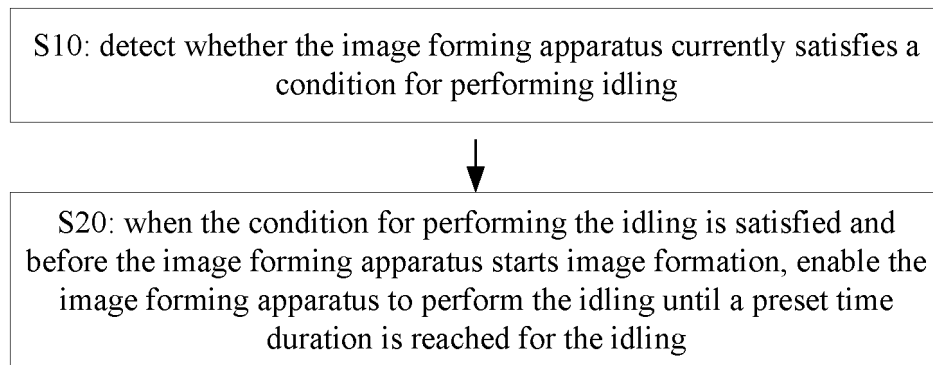 S10: detect whether the image forming apparatus currently satisfies a
condition for performing idling
S20: when the condition for performing the idling is satisfied and
before the image forming apparatus starts image formation, enable the
image forming apparatus to perform the idling until a preset time
duration is reached for the idling